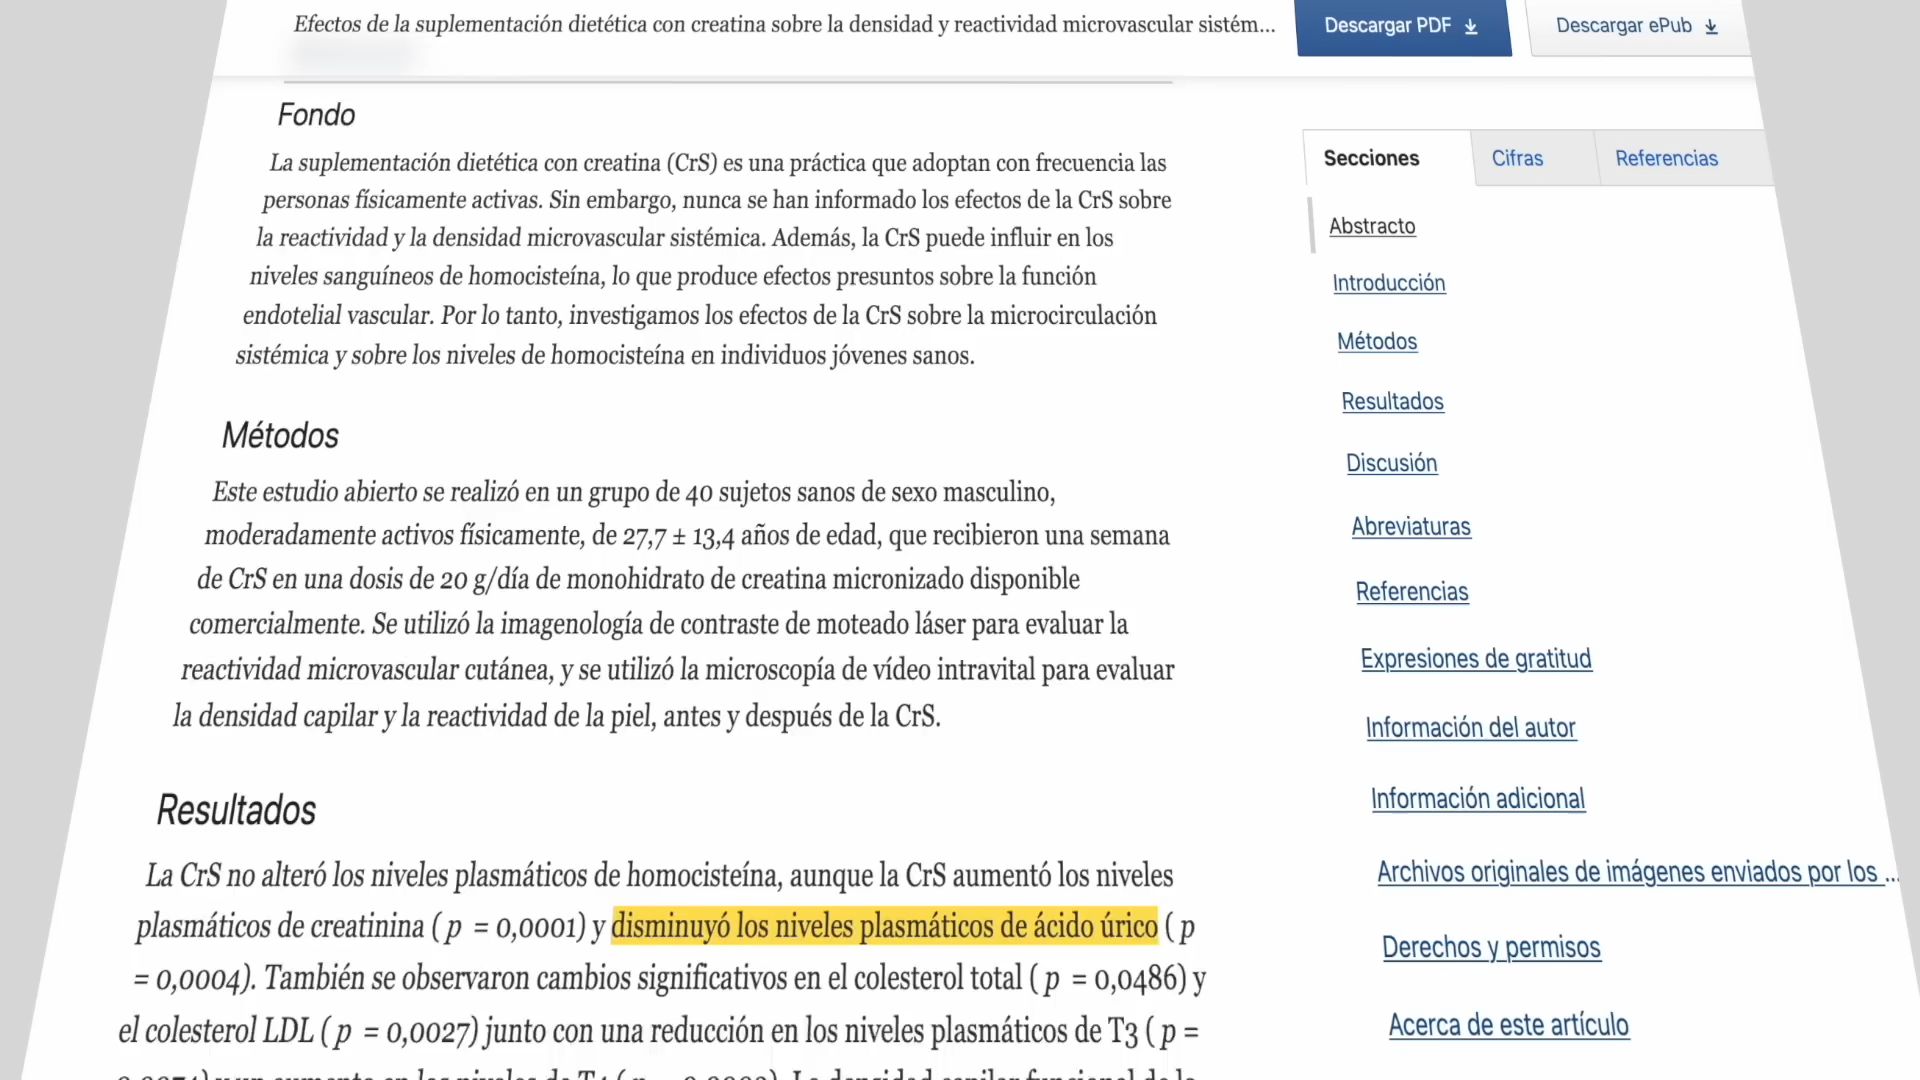 Efectos de la suplementación dietética con creatina sobre la densidad y reactividad microvascular sistém...
Descargar PDF
Descargar ePub
Fondo
La suplementación dietética con creatina (CrS) es una práctica que adoptan con frecuencia las
personas físicamente activas. Sin embargo, nunca se han informado los efectos de la CrS sobre
la reactividad y la densidad microvascular sistémica. Además, la CrS puede influir en los
niveles sanguíneos de homocisteína, lo que produce efectos presuntos sobre la función
endotelial vascular. Por lo tanto, investigamos los efectos de la CrS sobre la microcirculación
sistémica y sobre los niveles de homocisteína en individuos jóvenes sanos.
Métodos
Este estudio abierto se realizó en un grupo de 40 sujetos sanos de sexo masculino,
moderadamente activos físicamente, de 27,7 ± 13,4 años de edad, que recibieron una semana
de CrS en una dosis de 20 g/día de monohidrato de creatina micronizado disponible
comercialmente. Se utilizó la imagenología de contraste de moteado láser para evaluar la
reactividad microvascular cutánea, y se utilizó la microscopía de vídeo intravital para evaluar
la densidad capilar y la reactividad de la piel, antes y después de la CrS.
Resultados
La CrS no alteró los niveles plasmáticos de homocisteína, aunque la CrS aumentó los niveles
plasmáticos de creatinina ( p = 0,0001) y disminuyó los niveles plasmáticos de ácido úrico ( p
= 0,0004). También se observaron cambios significativos en el colesterol total ( p = 0,0486) y
el colesterol LDL ( p = 0,0027) junto con una reducción en los niveles plasmáticos de T3 ( p =
Secciones
Cifras
Referencias
Abstracto
Introducción
Métodos
Resultados
Discusión
Abreviaturas
Referencias
Expresiones de gratitud
Información del autor
Información adicional
Archivos originales de imágenes enviados por los ...
Derechos y permisos
Acerca de este artículo